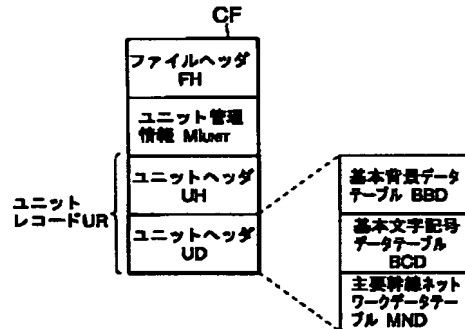 CF
ファイルヘッダ
FH
ユニット管理
情報 MIUNIT
ユニットヘッダ
UH
ユニット
レコードUR
ユニットヘッダ
UD
基本背景データ
テーブル BBD
基本文字記号
データテーブル
BCD
主要幹線ネット
ワークデータテー
ブル MND